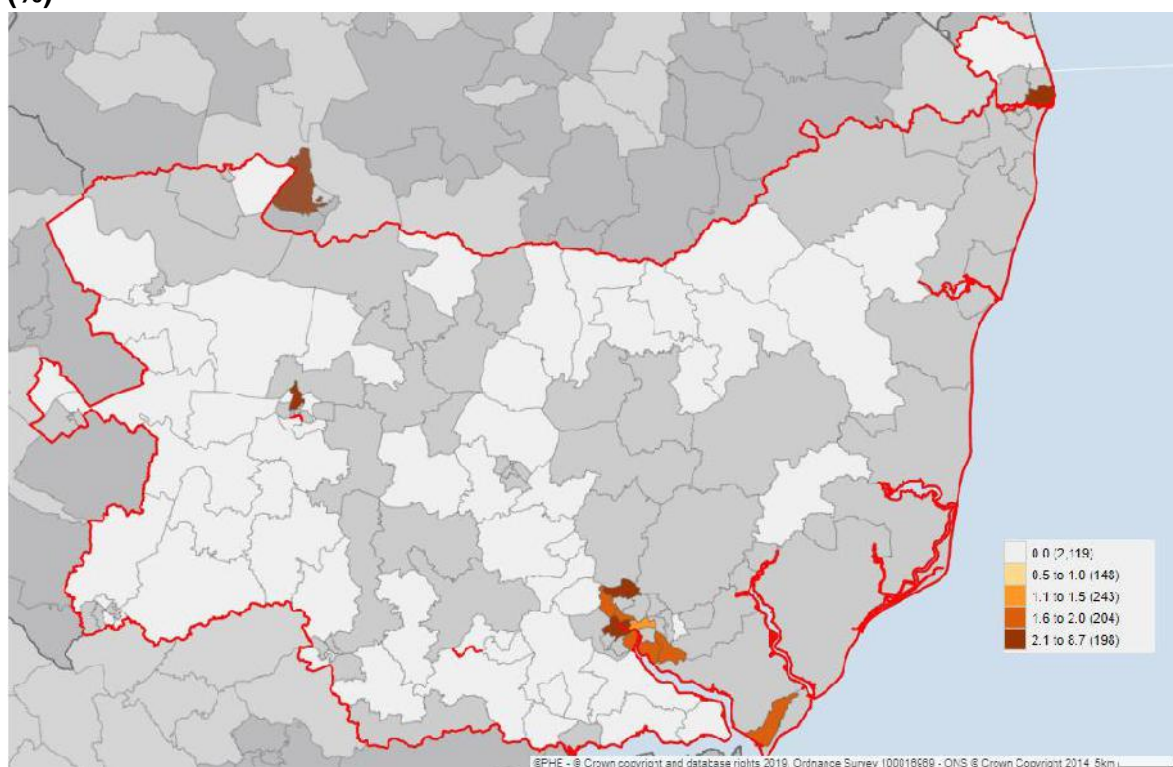 (%)
0.0 (2,119)
0.5 to 1.0 (148)
1.1 to 1.5 (243)
1.6 to 2.0 (204)
2.1 to 8.7 (198)
©PHE - © Crown copyright and database rights 2019, Ordnance Survey 100016969 - ONS © Crown Copyright 2014 5km